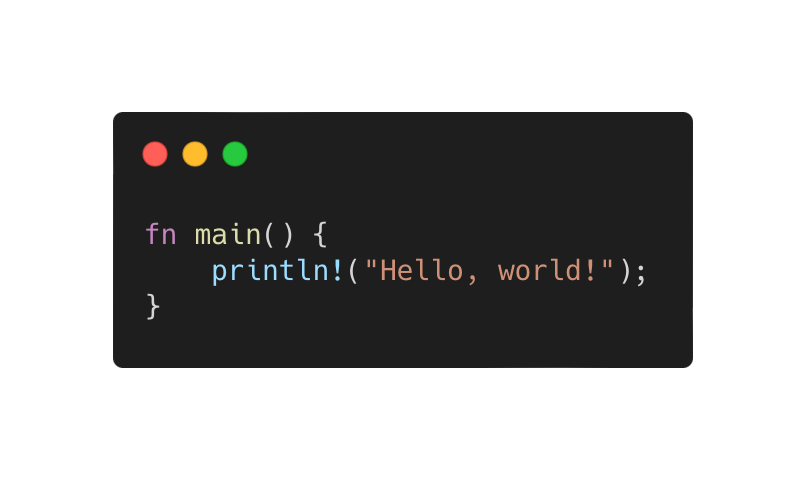 fn main() {
    println!("Hello, world!");
}